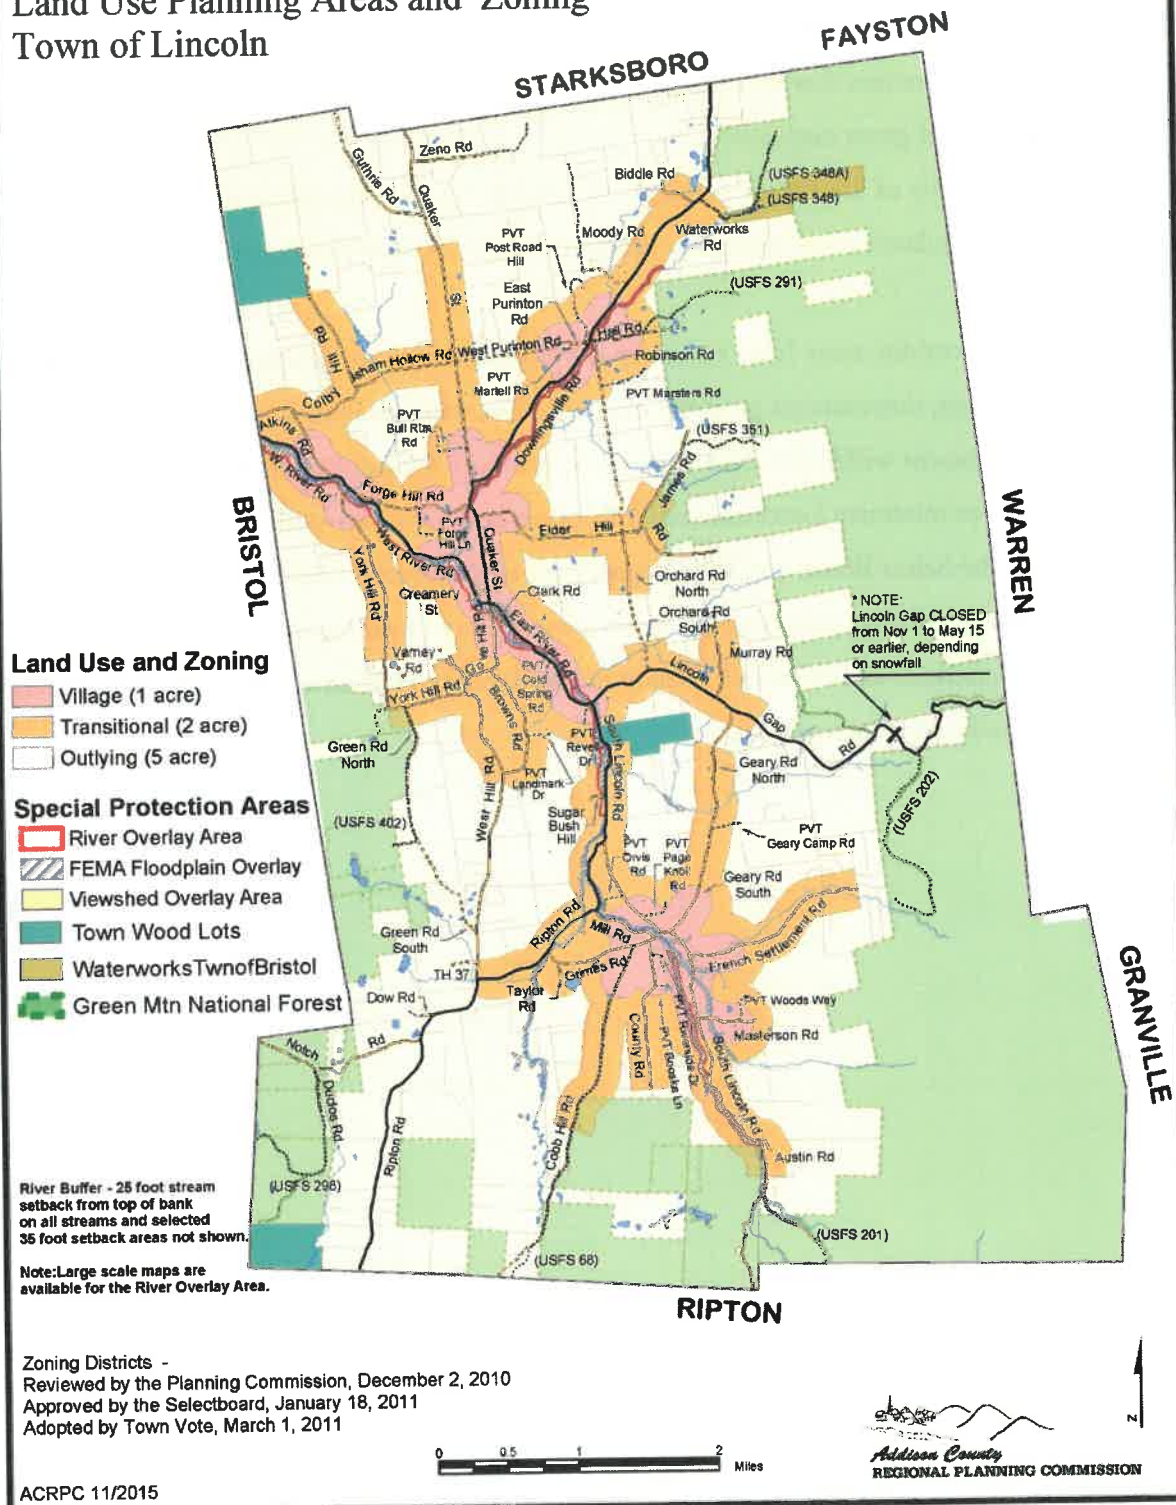 Land Use Planning Areas and Zoning
Town of Lincoln
FAYSTON
STARKSBORO
Zeno Rd
Guthrie Rd
Quaker
Biddle Rd
(USFS 348A)
(USFS 348)
PVT
Post Road
Hill
Moody Rd
Waterworks
Rd
(USFS 291)
St
East
Purinton
Rd
Hall Rd
Hill Rd
Isham Hollow Rd
West Purinton Rd
Robinson Rd
PVT
Martell Rd
PVT Marsters Rd
Colby
Downingsville Rd
PVT
Bull Run
Rd
Atkins Rd
(USFS 351)
W. River Rd
James Rd
Forge Hill Rd
BRISTOL
WARREN
PVT
Forge
Hill Ln
Quaker St
Elder Hill Rd
West River Rd
York Hill Rd
Orchard Rd
North
Creamery
St
Clark Rd
* NOTE:
Lincoln Gap CLOSED
from Nov 1 to May 15
or earlier, depending
on snowfall
Orchard Rd
South
East River Rd
Varney
Rd
Murray Rd
Lincoln Gap Rd
PVT
Cold
Spring
Rd
York Hill Rd
Browns Rd
Land Use and Zoning
Village (1 acre)
Transitional (2 acre)
Outlying (5 acre)
Green Rd
North
South Lincoln Rd
Geary Rd
North
PVT
Landmark
Dr
West Hill Rd
(USFS 202)
Special Protection Areas
River Overlay Area
FEMA Floodplain Overlay
Viewshed Overlay Area
Town Wood Lots
WaterworksTwnofBristol
Green Mtn National Forest
Sugar
Bush
Hill
(USFS 402)
PVT
Geary Camp Rd
PVT
Page
Knoll
Rd
Geary Rd
South
Ripton Rd
Mill Rd
French Settlement Rd
Green Rd
South
GRANVILLE
TH 37
Grimes Rd
Taylor
Rd
Dow Rd
PVT Woods Way
Masterson Rd
Notch Rd
County Rd
South Lincoln Rd
Cobb Hill Rd
Ripton Rd
Austin Rd
(USFS 298)
(USFS 201)
(USFS 68)
River Buffer - 25 foot stream
setback from top of bank
on all streams and selected
35 foot setback areas not shown.
Note:Large scale maps are
available for the River Overlay Area.
RIPTON
Zoning Districts -
Reviewed by the Planning Commission, December 2, 2010
Approved by the Selectboard, January 18, 2011
Adopted by Town Vote, March 1, 2011
0 0.5 1 2
Miles
N
Addison County
REGIONAL PLANNING COMMISSION
ACRPC 11/2015